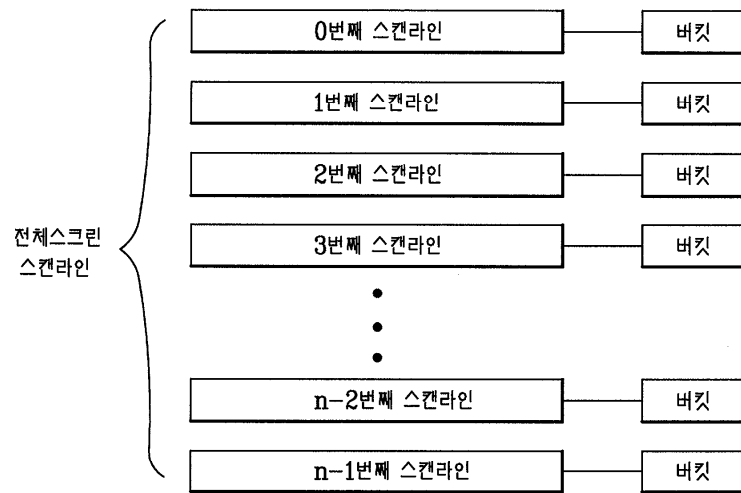 0번째 스캔라인
버킷
1번째 스캔라인
버킷
2번째 스캔라인
버킷
전체스크린
스캔라인
3번째 스캔라인
버킷
n-2번째 스캔라인
버킷
n-1번째 스캔라인
버킷